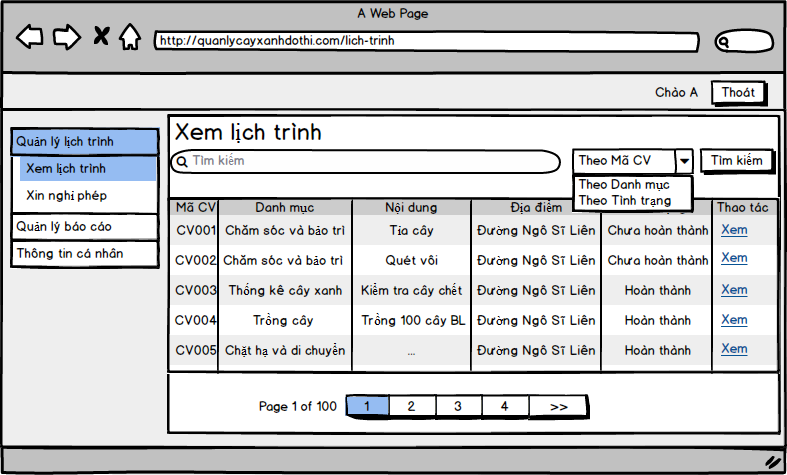 A Web Page
http://quanlycayxanhdothi.com/lich-trinh
Chào A Thoát
Quản lý lịch trình
Xem lịch trình
Xin nghỉ phép
Quản lý báo cáo
Thông tin cá nhân
Xem lịch trình
Tìm kiếm Theo Mã CV Tìm kiếm
Theo Danh mục
Theo Tình trạng
Mã CV Danh mục Nội dung Địa điểm Thao tác
CV001 Chăm sóc và bảo trì Tỉa cây Đường Ngô Sĩ Liên Chưa hoàn thành Xem
CV002 Chăm sóc và bảo trì Quét vôi Đường Ngô Sĩ Liên Chưa hoàn thành Xem
CV003 Thống kê cây xanh Kiểm tra cây chết Đường Ngô Sĩ Liên Hoàn thành Xem
CV004 Trồng cây Trồng 100 cây BL Đường Ngô Sĩ Liên Hoàn thành Xem
CV005 Chặt hạ và di chuyển ... Đường Ngô Sĩ Liên Hoàn thành Xem
Page 1 of 100 1 2 3 4 >>